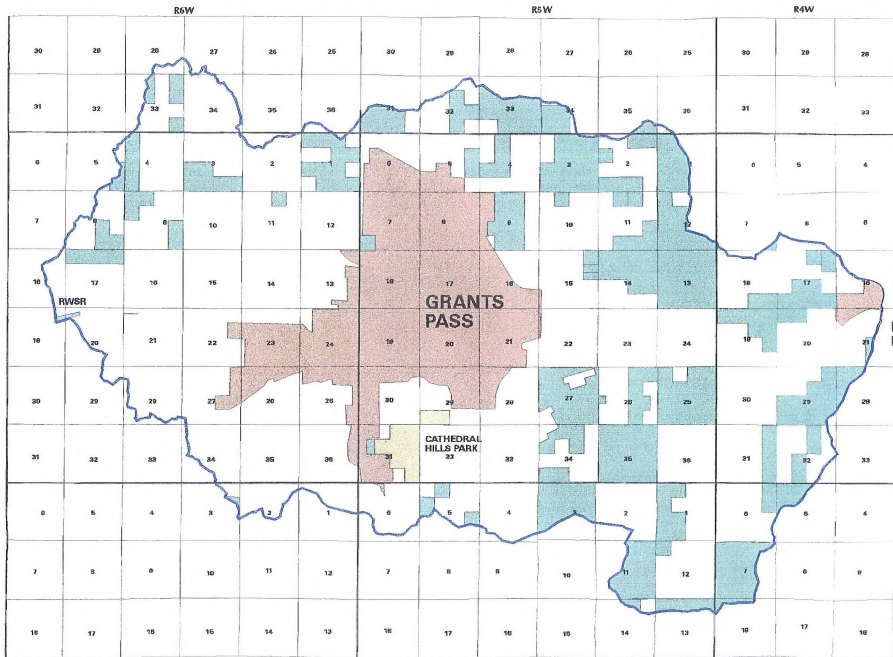 R6W R5W R4W
30 29 28 27 26 25 30 29 28 27 26 25 30 29 28
31 32 33 34 35 36 31 32 33 34 35 36 31 32 33
6 5 4 3 2 1 6 5 4 3 2 1 6 5 4
7 8 9 10 11 12 7 8 9 10 11 12 7 8 9
18 17 16 15 14 13 18 17 16 15 14 13 18 17 16
RWSR
GRANTS
PASS
19 20 21 22 23 24 19 20 21 22 23 24 19 20 21
30 29 28 27 26 25 30 29 28 27 26 25 30 29 28
CATHEDRAL
HILLS PARK
31 32 33 34 35 36 31 32 33 34 35 36 31 32 33
6 5 4 3 2 1 6 5 4 3 2 1 6 5 4
7 8 9 10 11 12 7 8 9 10 11 12 7 8 9
18 17 16 15 14 13 18 17 16 15 14 13 18 17 16